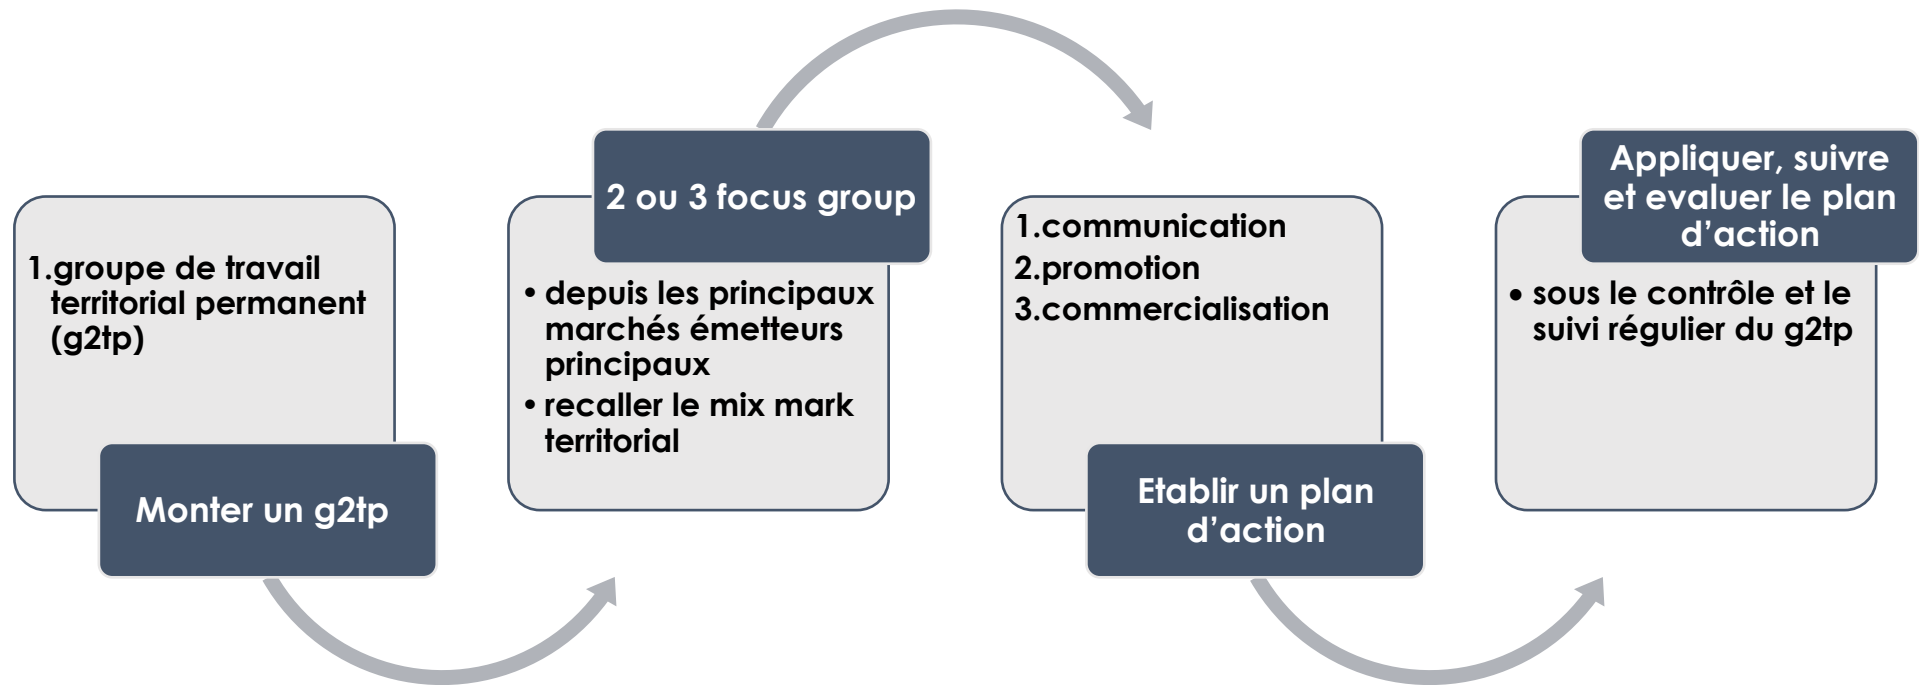 1.groupe de travail
territorial permanent
(g2tp)
Monter un g2tp
2 ou 3 focus group
• depuis les principaux
marchés émetteurs
principaux
• recaller le mix mark
territorial
1.communication
2.promotion
3.commercialisation
Etablir un plan
d’action
Appliquer, suivre
et evaluer le plan
d’action
• sous le contrôle et le
suivi régulier du g2tp